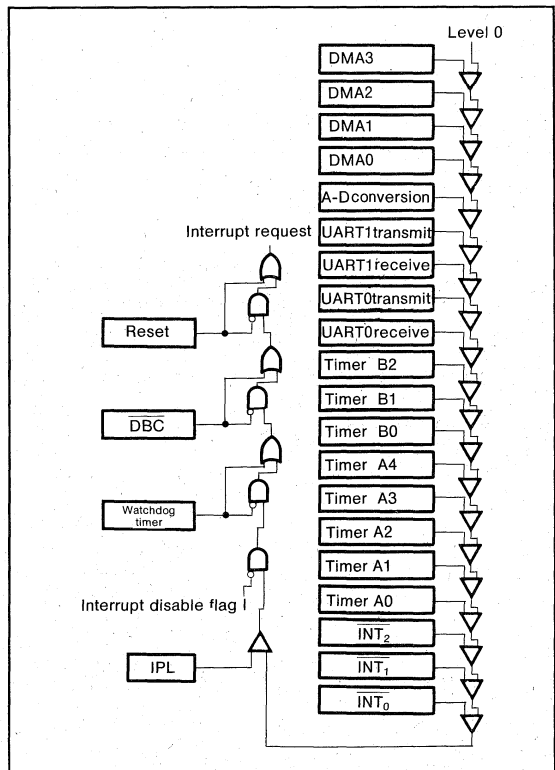 Level 0
DMA3
DMA2
DMA1
DMA0
A-Dconversion
Interrupt request
UART1transmit
UART1receive
UART0transmit
Reset
UART0receive
Timer B2
Timer B1
DBC
Timer B0
Timer A4
Timer A3
Watchdog
timer
Timer A2
Timer A1
Interrupt disable flag I
Timer A0
INT2
IPL
INT1
INT0